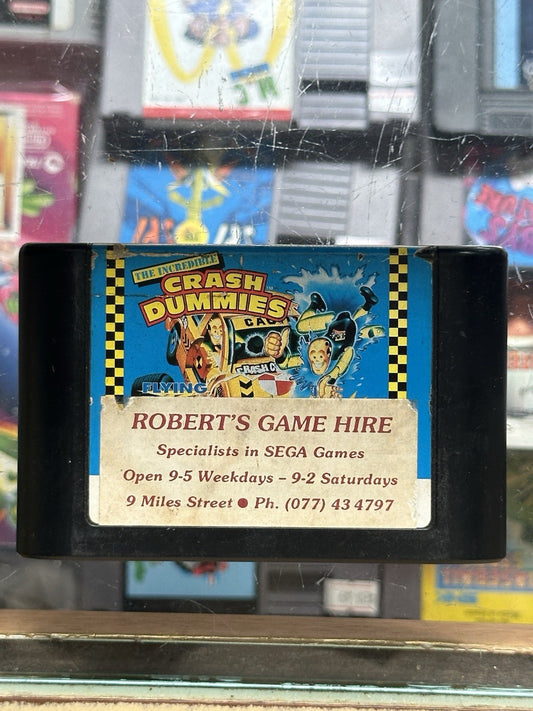 THE INCREDIBLE
CRASH
DUMMIES
FLYING
ROBERT'S GAME HIRE
Specialists in SEGA Games
Open 9-5 Weekdays – 9-2 Saturdays
9 Miles Street ● Ph. (077) 43 4797